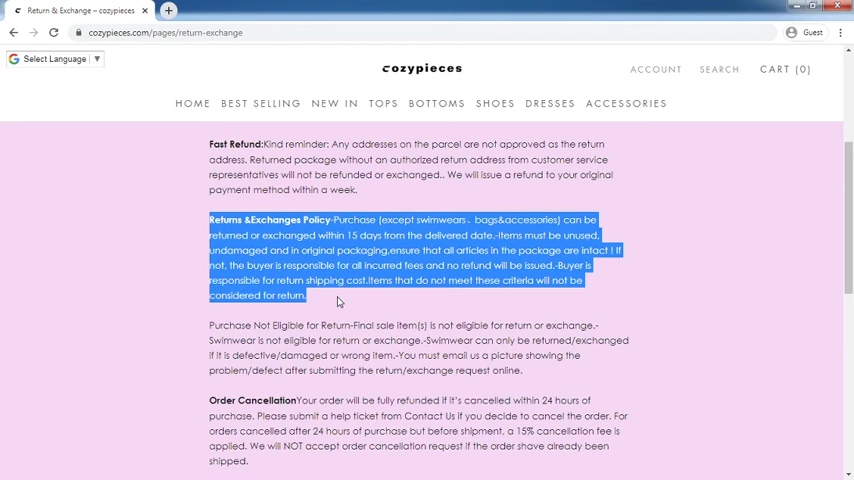 Return & Exchange – cozypieces
cozypieces.com/pages/return-exchange
Guest
Select Language
cozypieces
ACCOUNT SEARCH CART (0)
HOME BEST SELLING NEW IN TOPS BOTTOMS SHOES DRESSES ACCESSORIES
Fast Refund:Kind reminder: Any addresses on the parcel are not approved as the return
address. Returned package without an authorized return address from customer service
representatives will not be refunded or exchanged.. We will issue a refund to your original
payment method within a week.
Returns &Exchanges Policy-Purchase (except swimwears、bags&accessories) can be
returned or exchanged within 15 days from the delivered date.-Items must be unused,
undamaged and in original packaging,ensure that all articles in the package are intact ! If
not, the buyer is responsible for all incurred fees and no refund will be issued.-Buyer is
responsible for return shipping cost.Items that do not meet these criteria will not be
considered for return.
Purchase Not Eligible for Return-Final sale item(s) is not eligible for return or exchange.-
Swimwear is not eligible for return or exchange.-Swimwear can only be returned/exchanged
if it is defective/damaged or wrong item.-You must email us a picture showing the
problem/defect after submitting the return/exchange request online.
Order CancellationYour order will be fully refunded if it's cancelled within 24 hours of
purchase. Please submit a help ticket from Contact Us if you decide to cancel the order. For
orders cancelled after 24 hours of purchase but before shipment, a 15% cancellation fee is
applied. We will NOT accept order cancellation request if the order shave already been
shipped.